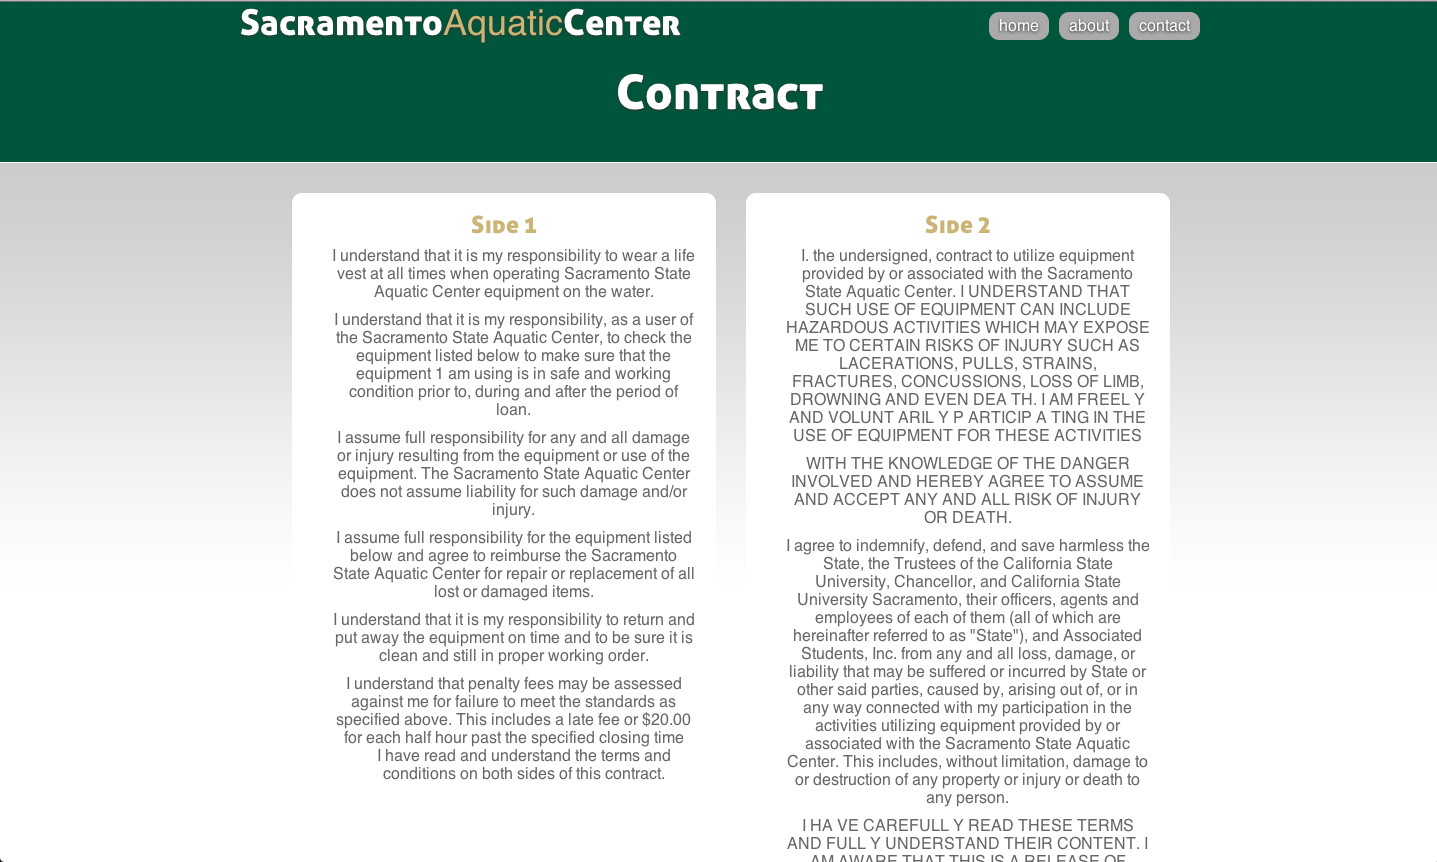 SacramentoAquaticCenter
home about contact
Contract
Side 1
I understand that it is my responsibility to wear a life
vest at all times when operating Sacramento State
Aquatic Center equipment on the water.
I understand that it is my responsibility, as a user of
the Sacramento State Aquatic Center, to check the
equipment listed below to make sure that the
equipment 1 am using is in safe and working
condition prior to, during and after the period of
loan.
I assume full responsibility for any and all damage
or injury resulting from the equipment or use of the
equipment. The Sacramento State Aquatic Center
does not assume liability for such damage and/or
injury.
I assume full responsibility for the equipment listed
below and agree to reimburse the Sacramento
State Aquatic Center for repair or replacement of all
lost or damaged items.
I understand that it is my responsibility to return and
put away the equipment on time and to be sure it is
clean and still in proper working order.
I understand that penalty fees may be assessed
against me for failure to meet the standards as
specified above. This includes a late fee or $20.00
for each half hour past the specified closing time
I have read and understand the terms and
conditions on both sides of this contract.
Side 2
I. the undersigned, contract to utilize equipment
provided by or associated with the Sacramento
State Aquatic Center. I UNDERSTAND THAT
SUCH USE OF EQUIPMENT CAN INCLUDE
HAZARDOUS ACTIVITIES WHICH MAY EXPOSE
ME TO CERTAIN RISKS OF INJURY SUCH AS
LACERATIONS, PULLS, STRAINS,
FRACTURES, CONCUSSIONS, LOSS OF LIMB,
DROWNING AND EVEN DEA TH. I AM FREEL Y
AND VOLUNT ARIL Y P ARTICIP A TING IN THE
USE OF EQUIPMENT FOR THESE ACTIVITIES
WITH THE KNOWLEDGE OF THE DANGER
INVOLVED AND HEREBY AGREE TO ASSUME
AND ACCEPT ANY AND ALL RISK OF INJURY
OR DEATH.
I agree to indemnify, defend, and save harmless the
State, the Trustees of the California State
University, Chancellor, and California State
University Sacramento, their officers, agents and
employees of each of them (all of which are
hereinafter referred to as "State"), and Associated
Students, Inc. from any and all loss, damage, or
liability that may be suffered or incurred by State or
other said parties, caused by, arising out of, or in
any way connected with my participation in the
activities utilizing equipment provided by or
associated with the Sacramento State Aquatic
Center. This includes, without limitation, damage to
or destruction of any property or injury or death to
any person.
I HA VE CAREFULL Y READ THESE TERMS
AND FULL Y UNDERSTAND THEIR CONTENT. I
AM AWARE THAT THIS IS A RELEASE OF